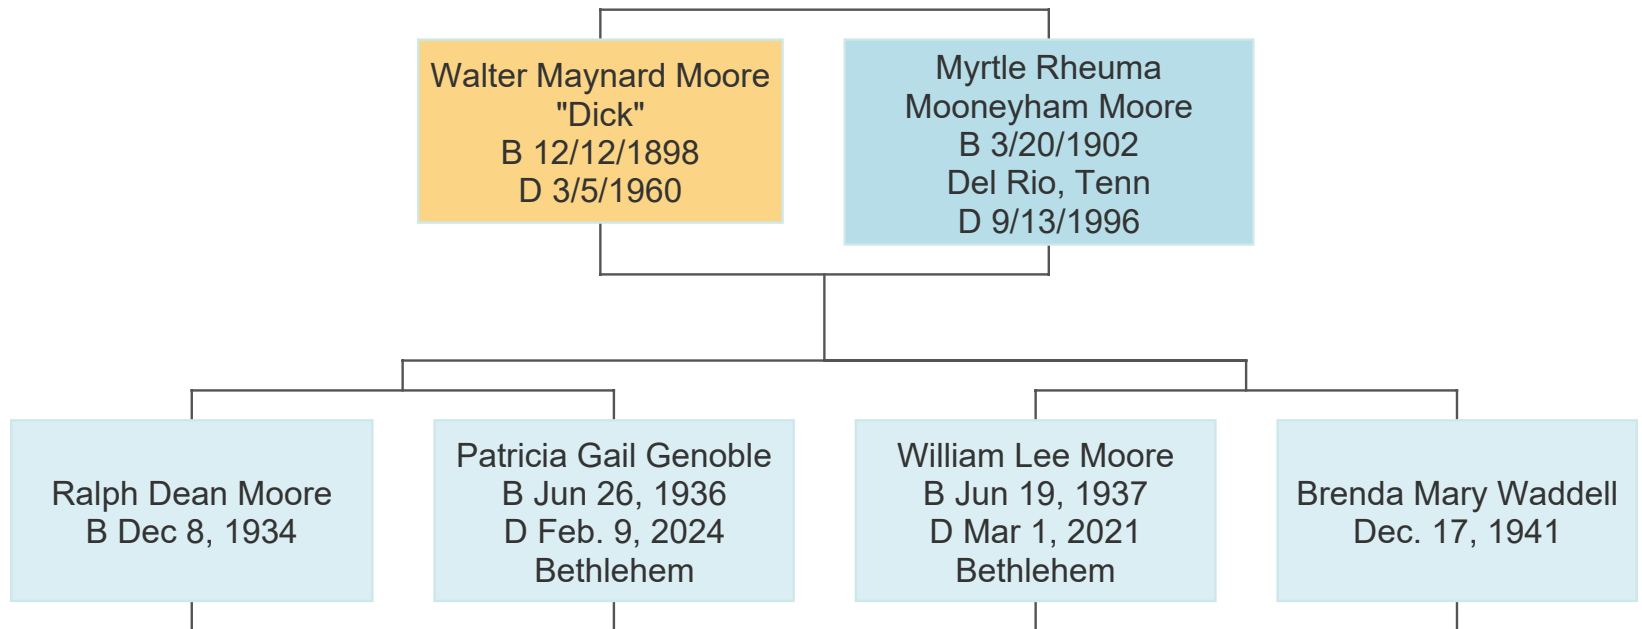 Walter Maynard Moore
"Dick"
B 12/12/1898
D 3/5/1960
Myrtle Rheuma
Mooneyham Moore
B 3/20/1902
Del Rio, Tenn
D 9/13/1996
Ralph Dean Moore
B Dec 8, 1934
Patricia Gail Genoble
B Jun 26, 1936
D Feb. 9, 2024
Bethlehem
William Lee Moore
B Jun 19, 1937
D Mar 1, 2021
Bethlehem
Brenda Mary Waddell
Dec. 17, 1941